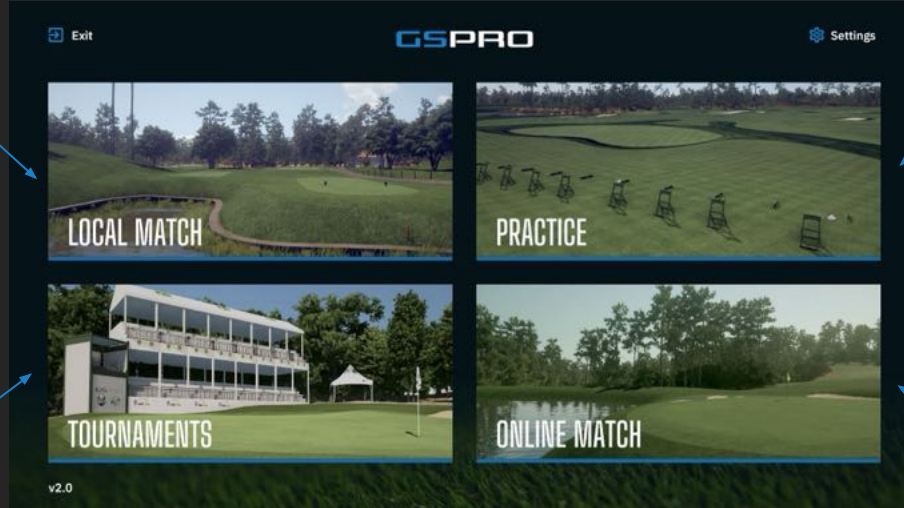 Exit
GSPRO
Settings
LOCAL MATCH
PRACTICE
TOURNAMENTS
ONLINE MATCH
v2.0